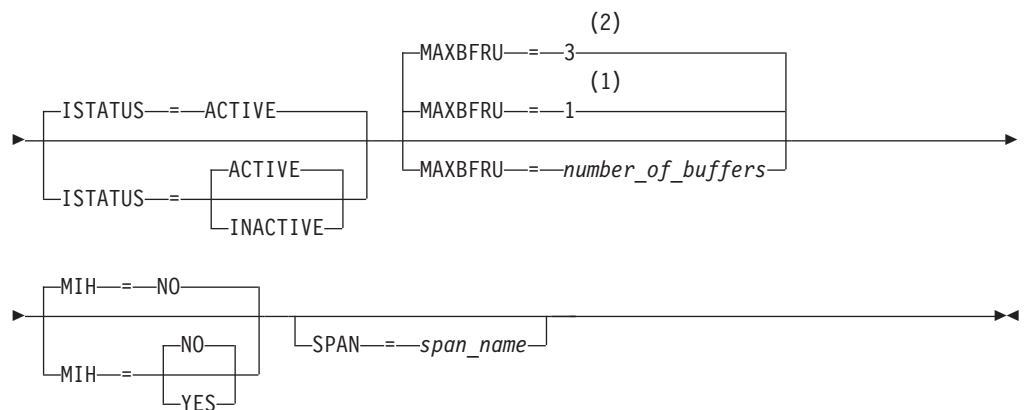 (2)
MAXBFRU = 3
(1)
ISTATUS = ACTIVE
MAXBFRU = 1
ACTIVE
MAXBFRU = number_of_buffers
ISTATUS =
INACTIVE
MIH = NO
NO
SPAN = span_name
MIH =
YES